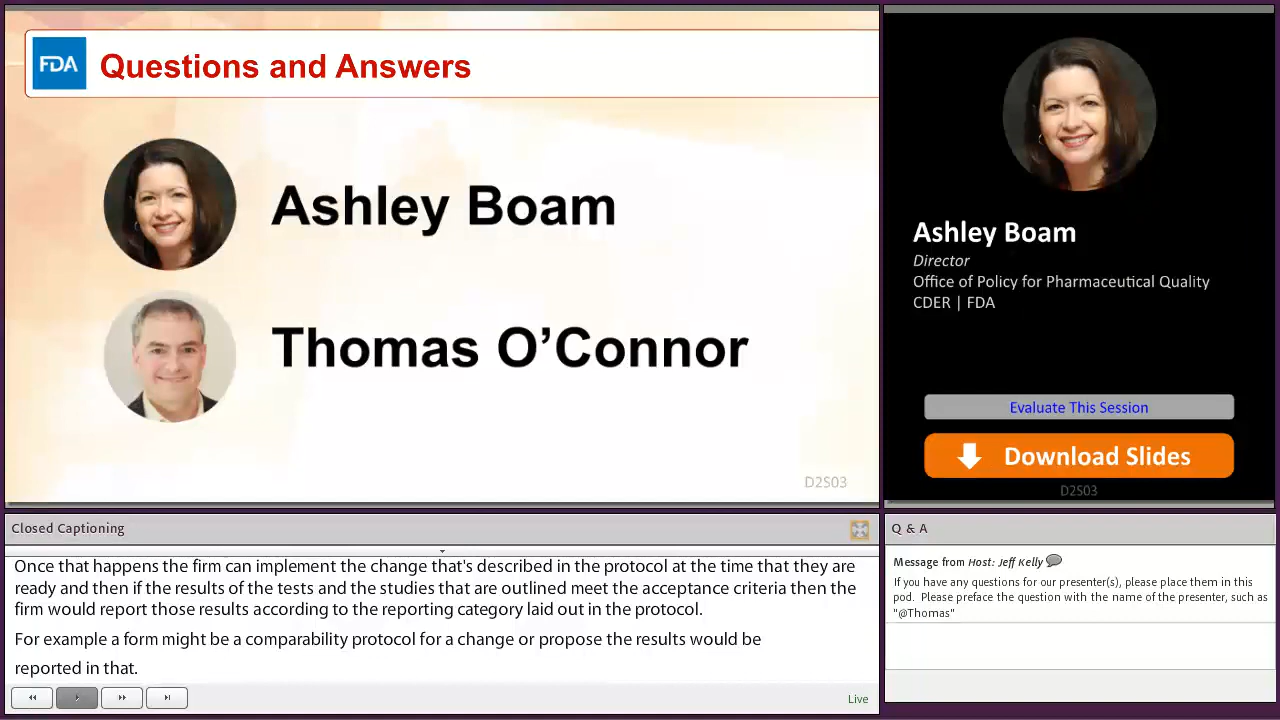 FDA
Questions and Answers
Ashley Boam
Thomas O’Connor
D2S03
Ashley Boam
Director
Office of Policy for Pharmaceutical Quality
CDER | FDA
Evaluate This Session
Download Slides
D2S03
Closed Captioning
Once that happens the firm can implement the change that's described in the protocol at the time that they are
ready and then if the results of the tests and the studies that are outlined meet the acceptance criteria then the
firm would report those results according to the reporting category laid out in the protocol.
For example a form might be a comparability protocol for a change or propose the results would be
reported in that.
Live
Q & A
Message from Host: Jeff Kelly
If you have any questions for our presenter(s), please place them in this
pod. Please preface the question with the name of the presenter, such as
"@Thomas"